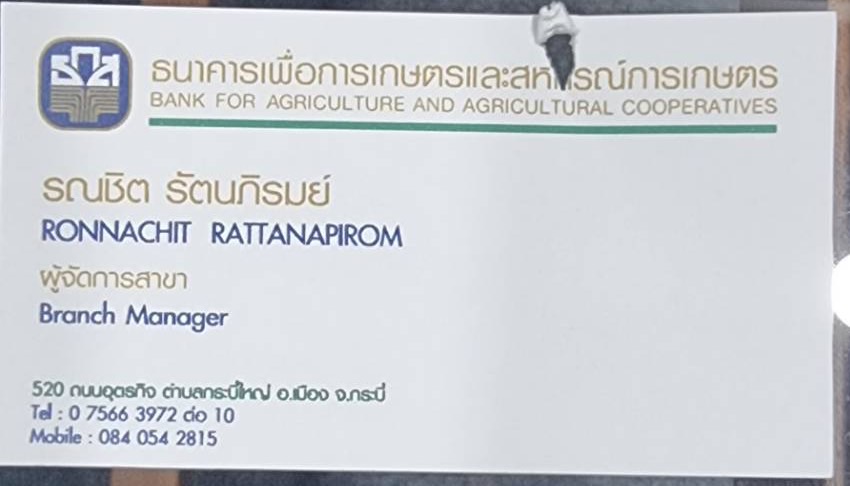 ธกส
ธนาคารเพื่อการเกษตรและสหกรณ์การเกษตร
BANK FOR AGRICULTURE AND AGRICULTURAL COOPERATIVES
รณชิต รัตนภิรมย์
RONNACHIT RATTANAPIROM
ผู้จัดการสาขา
Branch Manager
520 ถนนอุตรกิจ ตำบลกระบี่ใหญ่ อ.เมือง จ.กระบี่
Tel : 0 7566 3972 ต่อ 10
Mobile : 084 054 2815